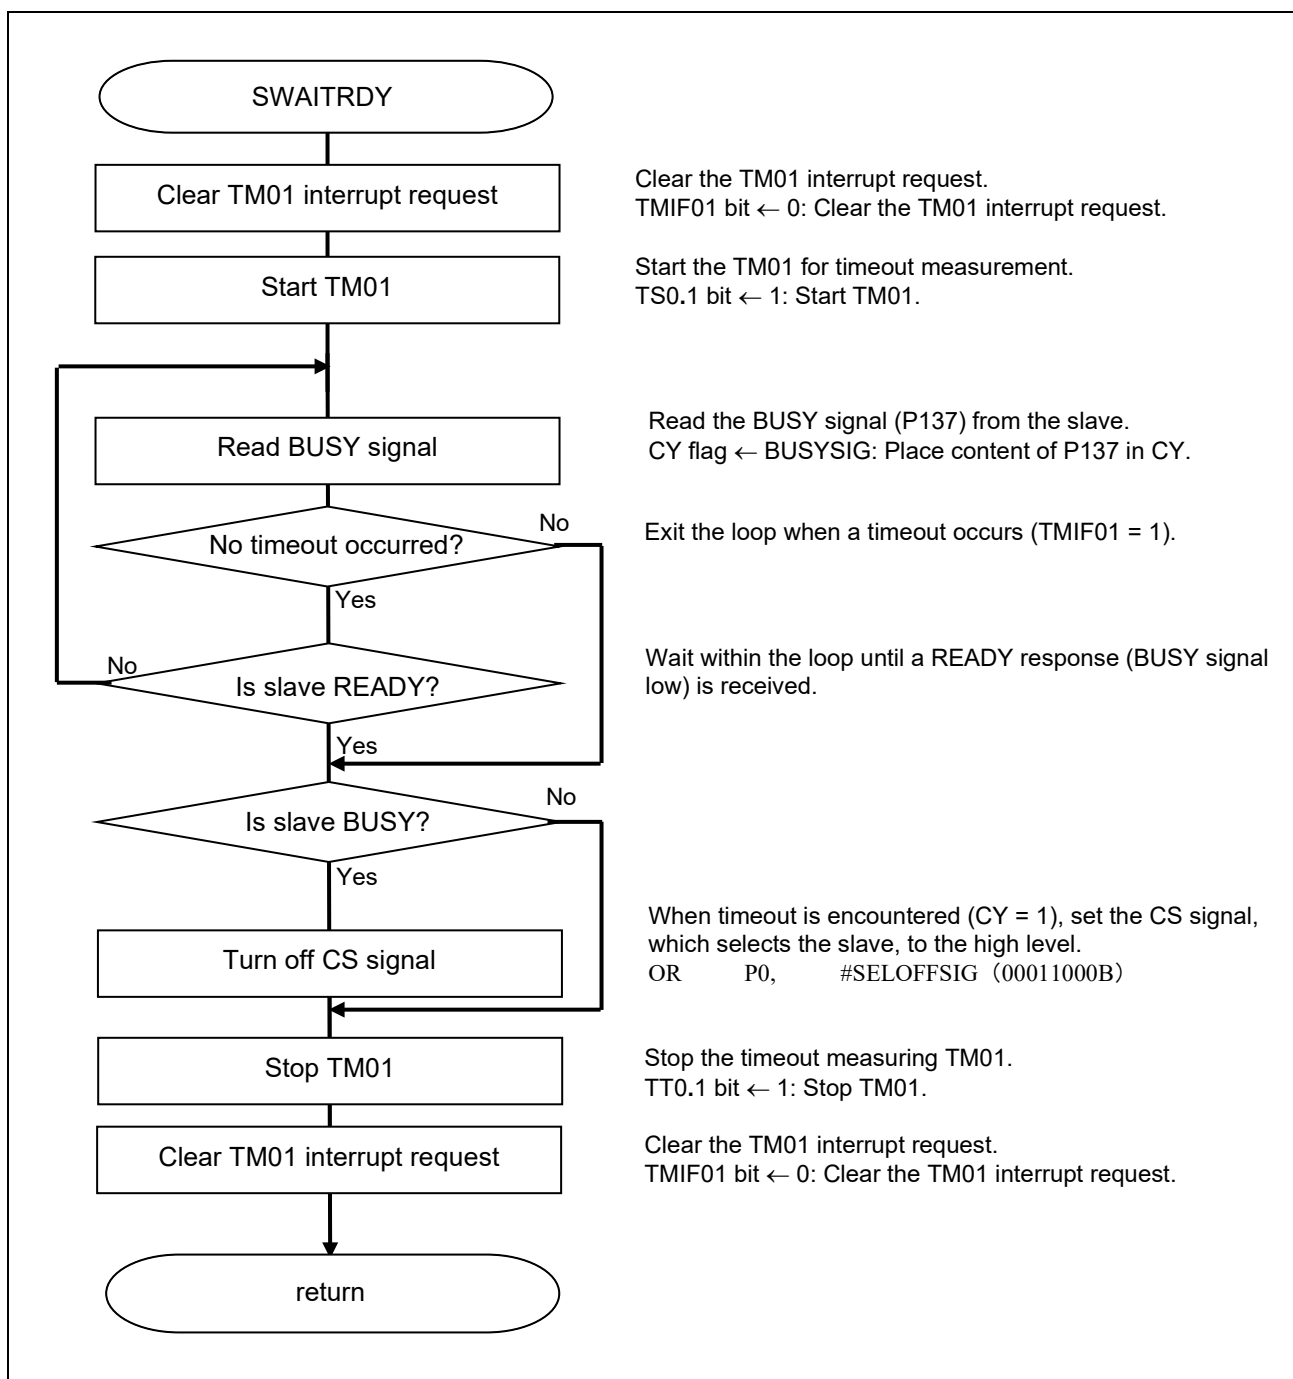 SWAITRDY
Clear TM01 interrupt request
Clear the TM01 interrupt request.
TMIF01 bit ← 0: Clear the TM01 interrupt request.
Start TM01
Start the TM01 for timeout measurement.
TS0.1 bit ← 1: Start TM01.
Read BUSY signal
Read the BUSY signal (P137) from the slave.
CY flag ← BUSYSIG: Place content of P137 in CY.
No timeout occurred?
No
Exit the loop when a timeout occurs (TMIF01 = 1).
Yes
No
Is slave READY?
Wait within the loop until a READY response (BUSY signal
low) is received.
Yes
Is slave BUSY?
No
Yes
Turn off CS signal
When timeout is encountered (CY = 1), set the CS signal,
which selects the slave, to the high level.
OR P0, #SELOFFSIG（00011000B）
Stop TM01
Stop the timeout measuring TM01.
TT0.1 bit ← 1: Stop TM01.
Clear TM01 interrupt request
Clear the TM01 interrupt request.
TMIF01 bit ← 0: Clear the TM01 interrupt request.
return